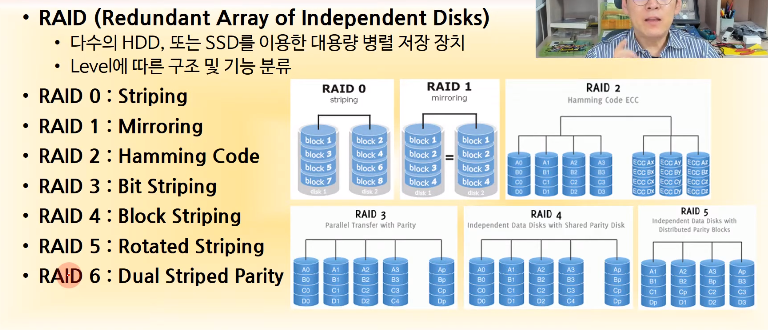 • RAID (Redundant Array of Independent Disks)
• 다수의 HDD, 또는 SSD를 이용한 대용량 병렬 저장 장치
• Level에 따른 구조 및 기능 분류
• RAID 0 : Striping
• RAID 1 : Mirroring
• RAID 2 : Hamming Code
• RAID 3 : Bit Striping
• RAID 4 : Block Striping
• RAID 5 : Rotated Striping
• RAID 6 : Dual Striped Parity
RAID 0
striping
block 1 block 2
block 3 block 4
block 5 block 6
block 7 block 8
disk 1 disk 2
RAID 1
mirroring
block 1 block 1
block 2 = block 2
block 3 block 3
block 4 block 4
disk 1 disk 2
RAID 2
Hamming Code ECC
A0 A1 A2 A3 ECC Ax ECC Ay ECC Az
B0 B1 B2 B3 ECC Bx ECC By ECC Bz
C0 C1 C2 C3 ECC Cx ECC Cy ECC Cz
D0 D1 D2 D3 ECC Dx ECC Dy ECC Dz
RAID 3
Parallel Transfer with Parity
A0 A1 A2 A3 Ap
B0 B1 B2 B3 Bp
C0 C1 C2 C3 Cp
D0 D1 D2 C4 Dp
RAID 4
Independent Data Disks with Shared Parity Disk
A0 A1 A2 A3 Ap
B0 B1 B2 B3 Bp
C0 C1 C2 C3 Cp
D0 D1 D2 C4 Dp
RAID 5
Independent Data Disks with
Distributed Parity Blocks
A1 A2 A3 Ap
B1 B2 Bp B3
C1 Cp C2 C3
Dp D1 D2 D3